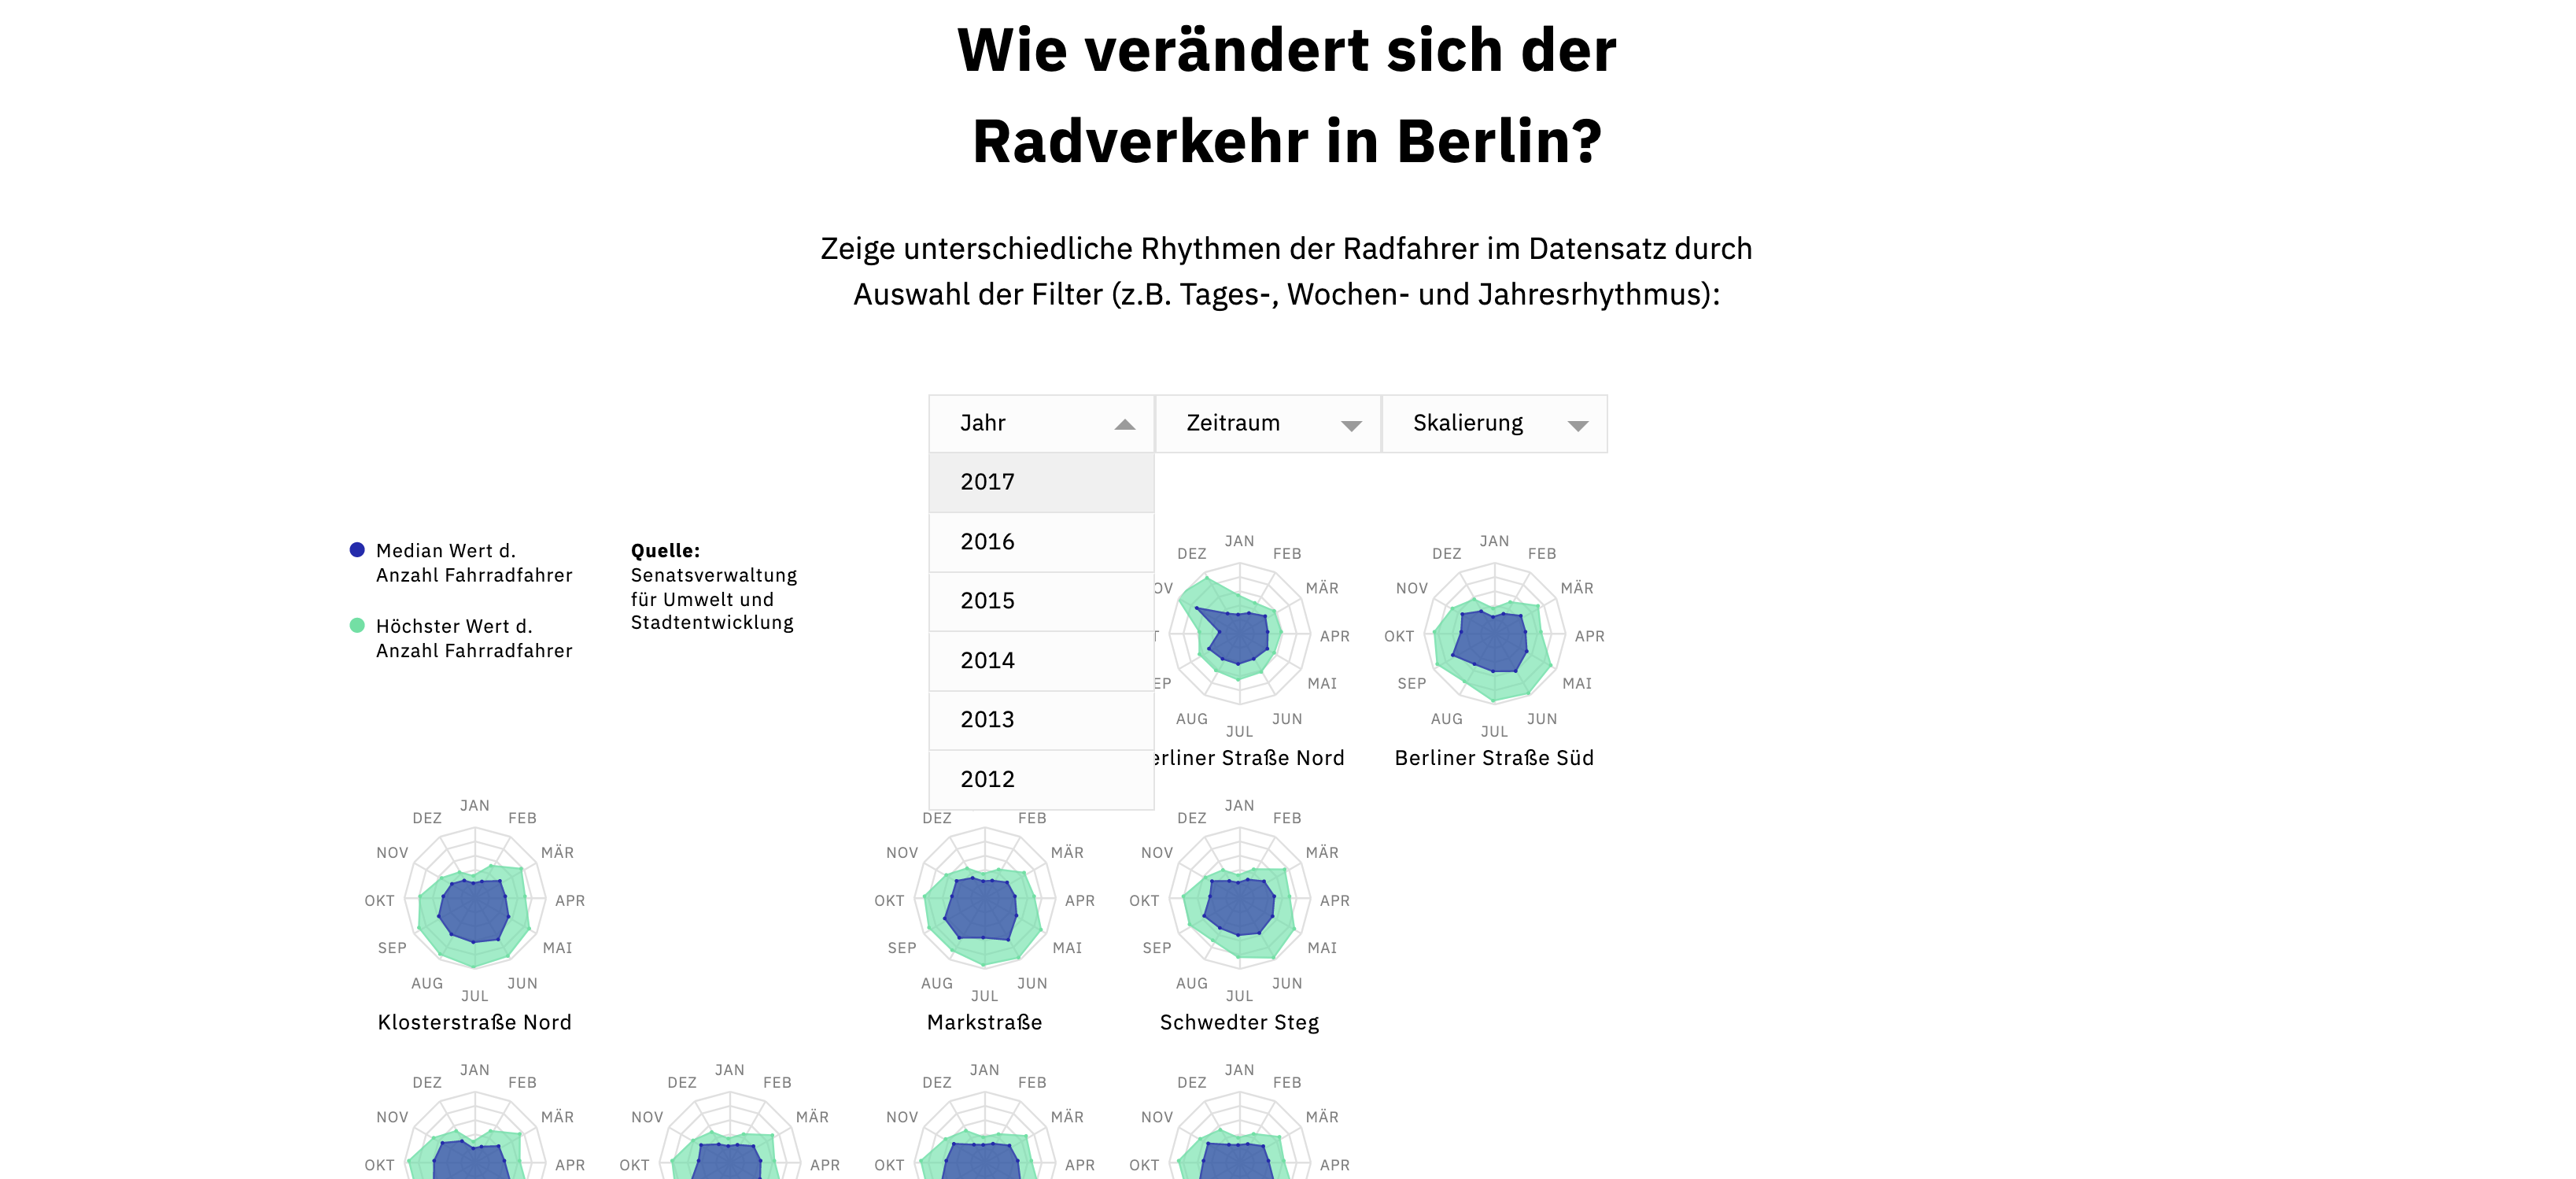 Wie verändert sich der
Radverkehr in Berlin?
Zeige unterschiedliche Rhythmen der Radfahrer im Datensatz durch
Auswahl der Filter (z.B. Tages-, Wochen- und Jahresrhythmus):
Jahr
Zeitraum
Skalierung
2017
2016
2015
2014
2013
2012
Median Wert d.
Anzahl Fahrradfahrer
Höchster Wert d.
Anzahl Fahrradfahrer
Quelle:
Senatsverwaltung
für Umwelt und
Stadtentwicklung
JAN
DEZ FEB
OV MÄR
T APR
EP MAI
AUG JUN
JUL
erliner Straße Nord
JAN
DEZ FEB
NOV MÄR
OKT APR
SEP MAI
AUG JUN
JUL
Berliner Straße Süd
JAN
DEZ FEB
NOV MÄR
OKT APR
SEP MAI
AUG JUN
JUL
Klosterstraße Nord
DEZ FEB
NOV MÄR
OKT APR
SEP MAI
AUG JUN
JUL
Markstraße
JAN
DEZ FEB
NOV MÄR
OKT APR
SEP MAI
AUG JUN
JUL
Schwedter Steg
JAN
DEZ FEB
NOV MÄR
OKT APR
JAN
DEZ FEB
NOV MÄR
OKT APR
JAN
DEZ FEB
NOV MÄR
OKT APR
JAN
DEZ FEB
NOV MÄR
OKT APR